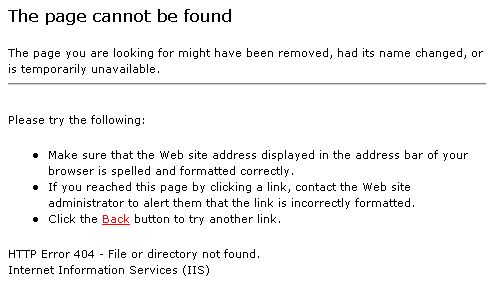 The page cannot be found
The page you are looking for might have been removed, had its name changed, or
is temporarily unavailable.
Please try the following:
• Make sure that the Web site address displayed in the address bar of your
browser is spelled and formatted correctly.
• If you reached this page by clicking a link, contact the Web site
administrator to alert them that the link is incorrectly formatted.
• Click the Back button to try another link.
HTTP Error 404 - File or directory not found.
Internet Information Services (IIS)